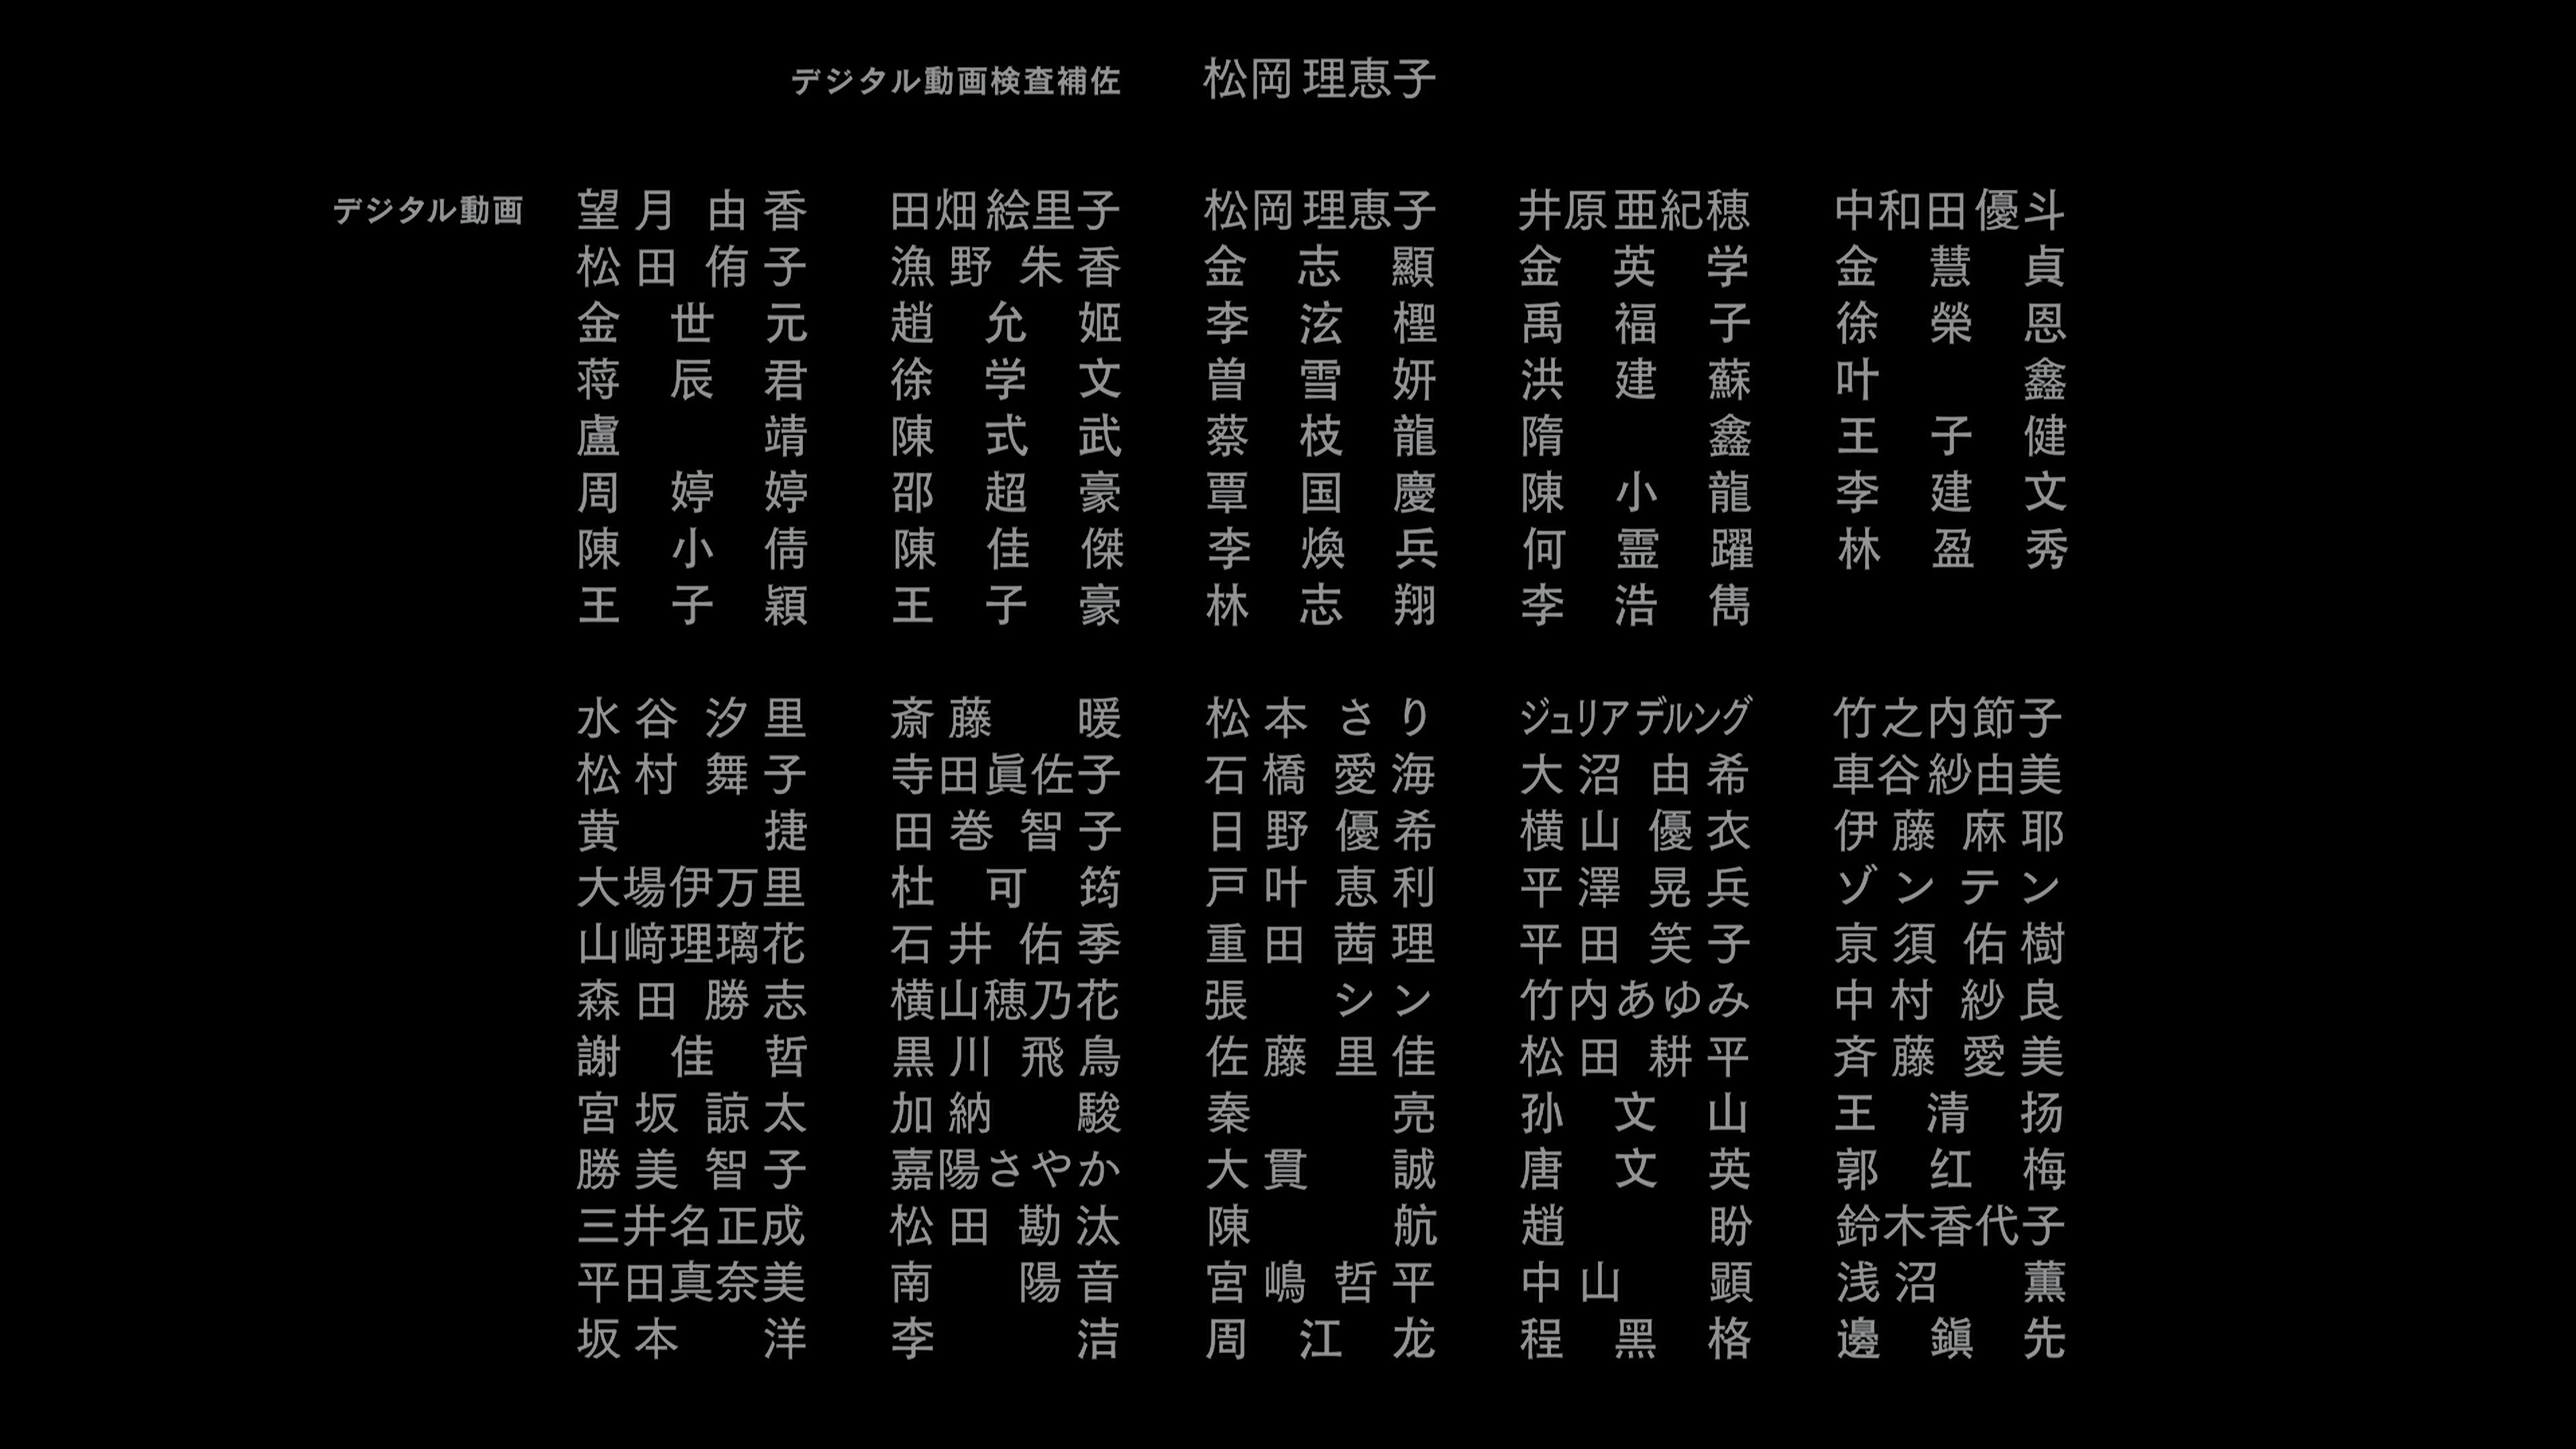 デジタル動画検査補佐 松岡理恵子
デジタル動画 望月由香 田畑絵里子 松岡理恵子 井原亜紀穂 中和田優斗
松田侑子 漁野朱香 金志顯 金英学 金慧貞
金世元 趙允姫 李泫檉 禹福子 徐榮恩
蒋辰君 徐学文 曽雪妍 洪建蘇 叶鑫
盧靖 陳式武 蔡枝龍 隋鑫 王子健
周婷婷 邵超豪 覃国慶 陳小龍 李建文
陳小倩 陳佳傑 李煥兵 何霊躍 林盈秀
王子穎 王子豪 林志翔 李浩雋
水谷汐里 斎藤暖 松本さり ジュリアデルング 竹之内節子
松村舞子 寺田眞佐子 石橋愛海 大沼由希 車谷紗由美
黄捷 田巻智子 日野優希 横山優衣 伊藤麻耶
大場伊万里 杜可筠 戸叶恵利 平澤晃兵 ゾンテン
山﨑理璃花 石井佑季 重田茜理 平田笑子 亰須佑樹
森田勝志 横山穂乃花 張シン 竹内あゆみ 中村紗良
謝佳哲 黒川飛鳥 佐藤里佳 松田耕平 斉藤愛美
宮坂諒太 加納駿 秦亮 孙文山 王清扬
勝美智子 嘉陽さやか 大貫誠 唐文英 郭红梅
三井名正成 松田勘汰 陳航 趙盼 鈴木香代子
平田真奈美 南陽音 宮嶋哲平 中山顕 浅沼薫
坂本洋 李洁 周江龙 程黑格 邊鎭先